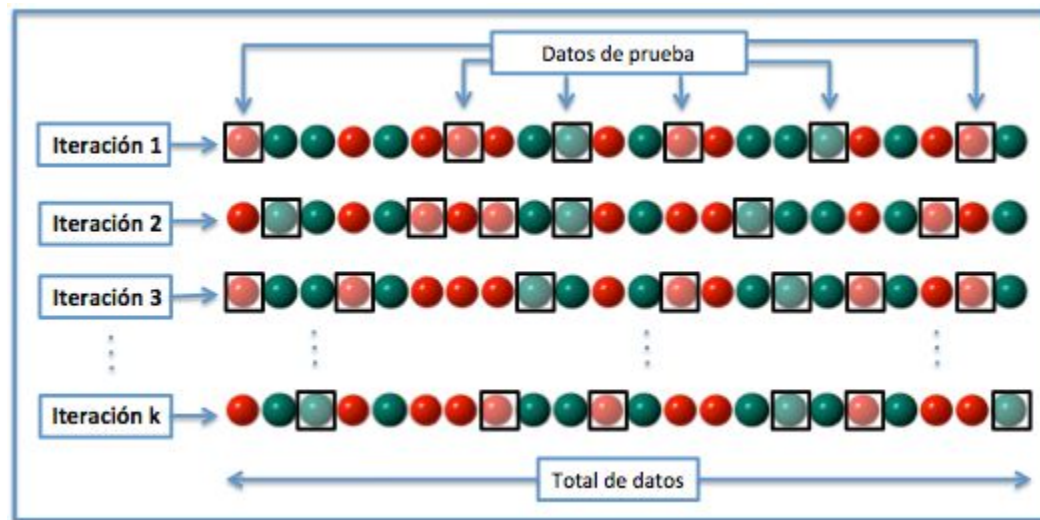 Datos de prueba
Iteración 1
Iteración 2
Iteración 3
Iteración k
Total de datos